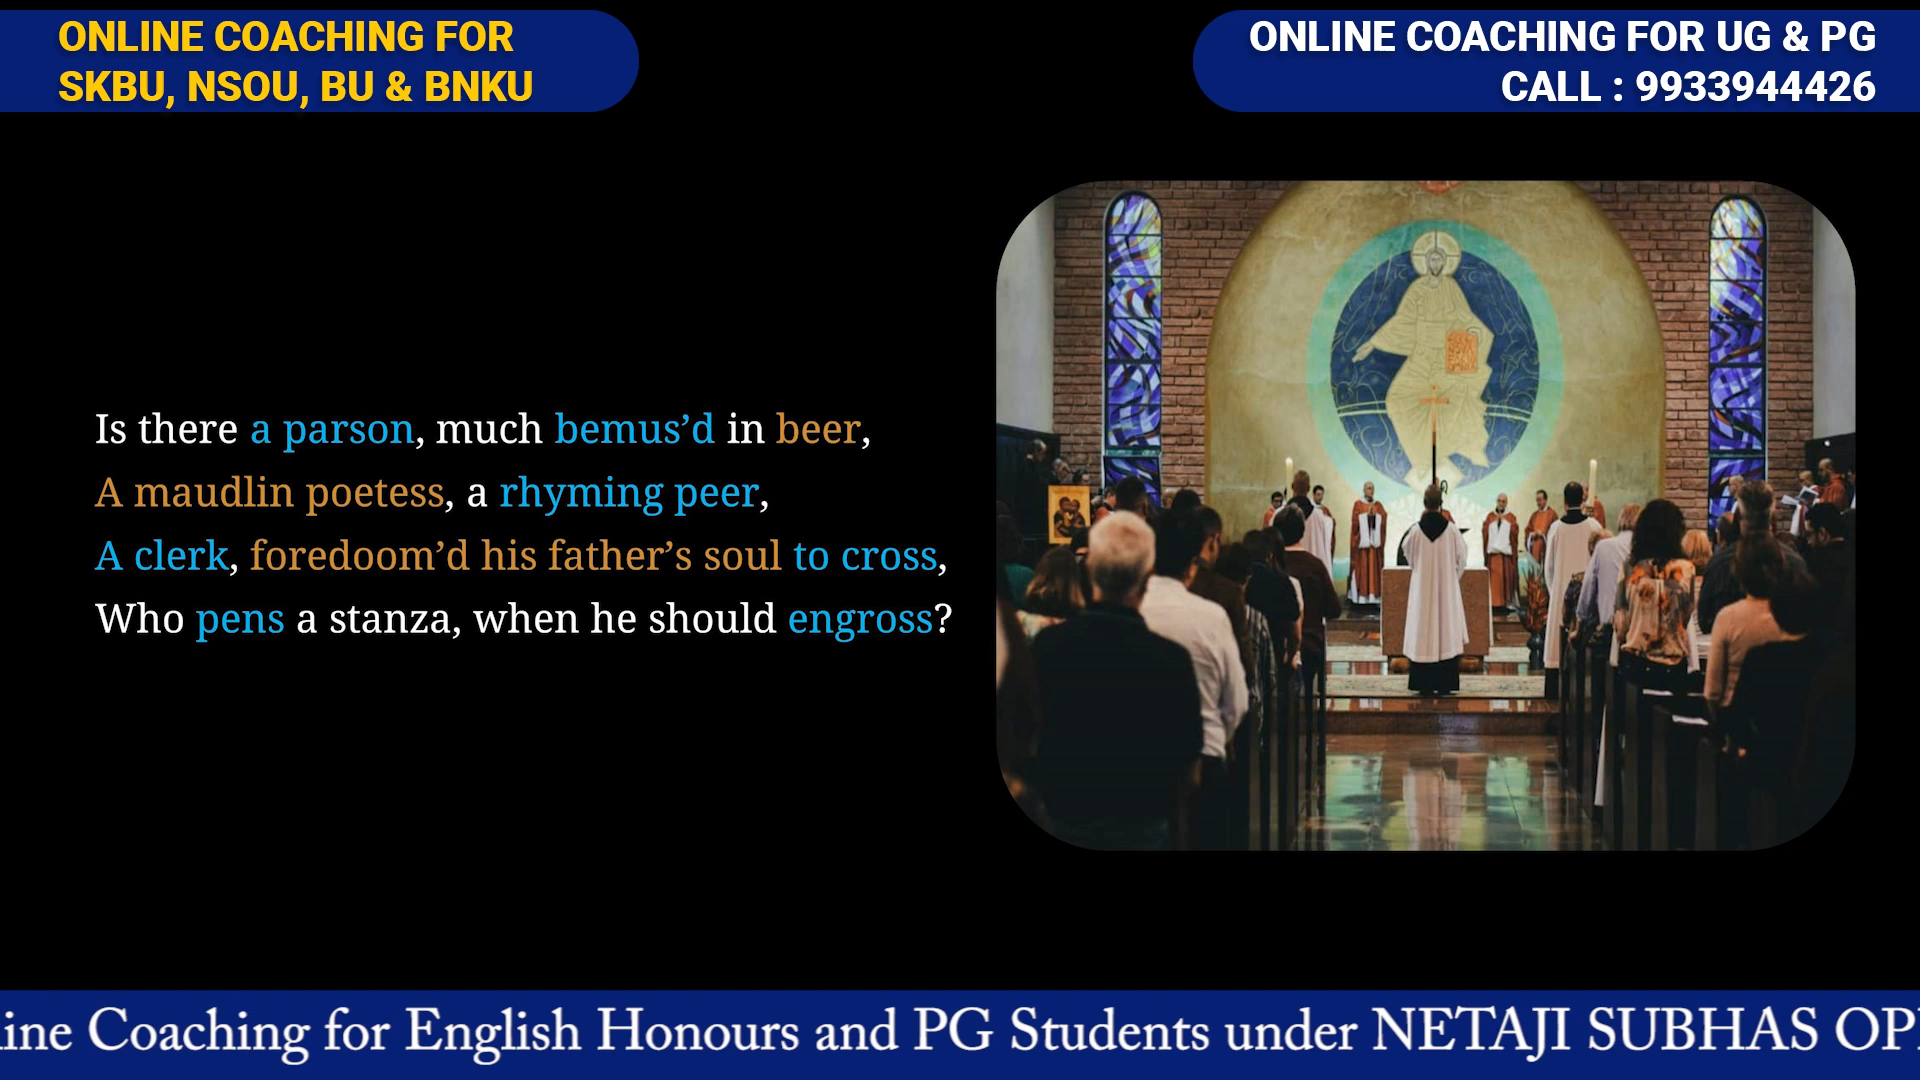 ONLINE COACHING FOR
SKBU, NSOU, BU & BNKU
ONLINE COACHING FOR UG & PG
CALL : 9933944426
Is there a parson, much bemus’d in beer,
A maudlin poetess, a rhyming peer,
A clerk, foredoom’d his father’s soul to cross,
Who pens a stanza, when he should engross?
ine Coaching for English Honours and PG Students under NETAJI SUBHAS OP